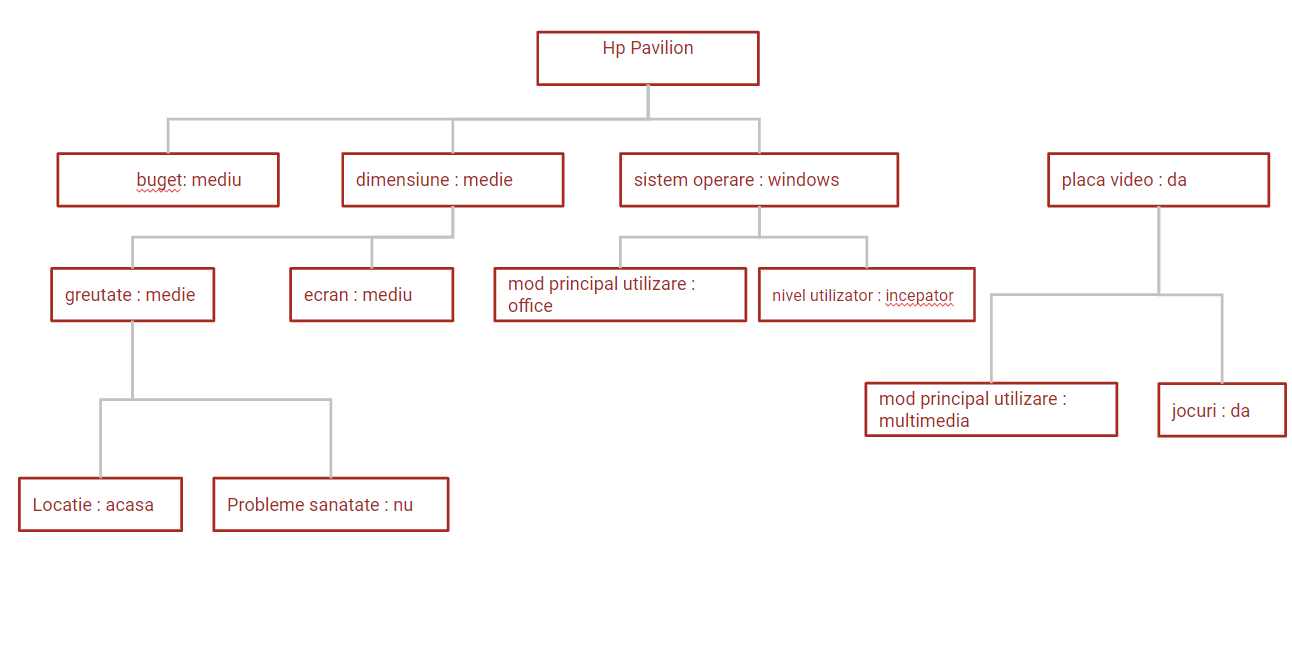 Hp Pavilion
buget: mediu
dimensiune : medie
sistem operare : windows
placa video : da
greutate : medie
ecran : mediu
mod principal utilizare :
office
nivel utilizator : incepator
mod principal utilizare :
multimedia
jocuri : da
Locatie : acasa
Probleme sanatate : nu